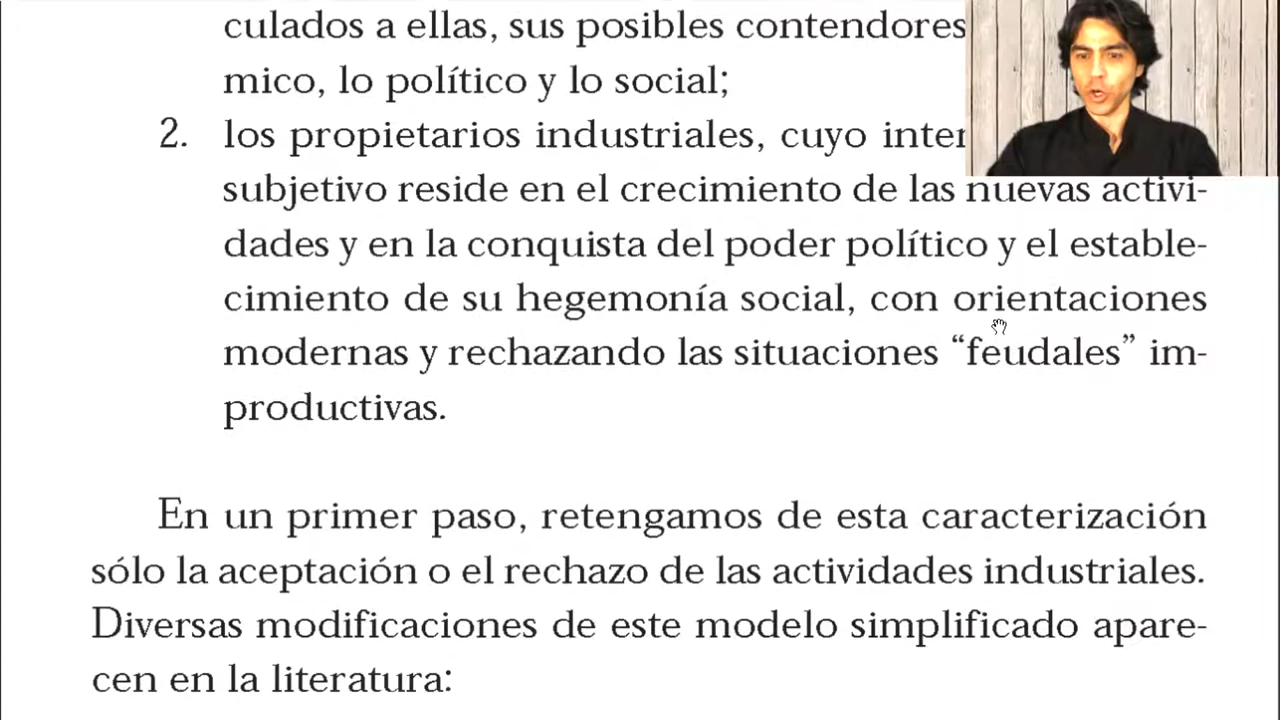 culados a ellas, sus posibles contendores
mico, lo político y lo social;
2. los propietarios industriales, cuyo
subjetivo reside en el crecimiento de las nuevas activi-
dades y en la conquista del poder político y el estable-
cimiento de su hegemonía social, con orientaciones
modernas y rechazando las situaciones “feudales” im-
productivas.
En un primer paso, retengamos de esta caracterización
sólo la aceptación o el rechazo de las actividades industriales.
Diversas modificaciones de este modelo simplificado apare-
cen en la literatura: